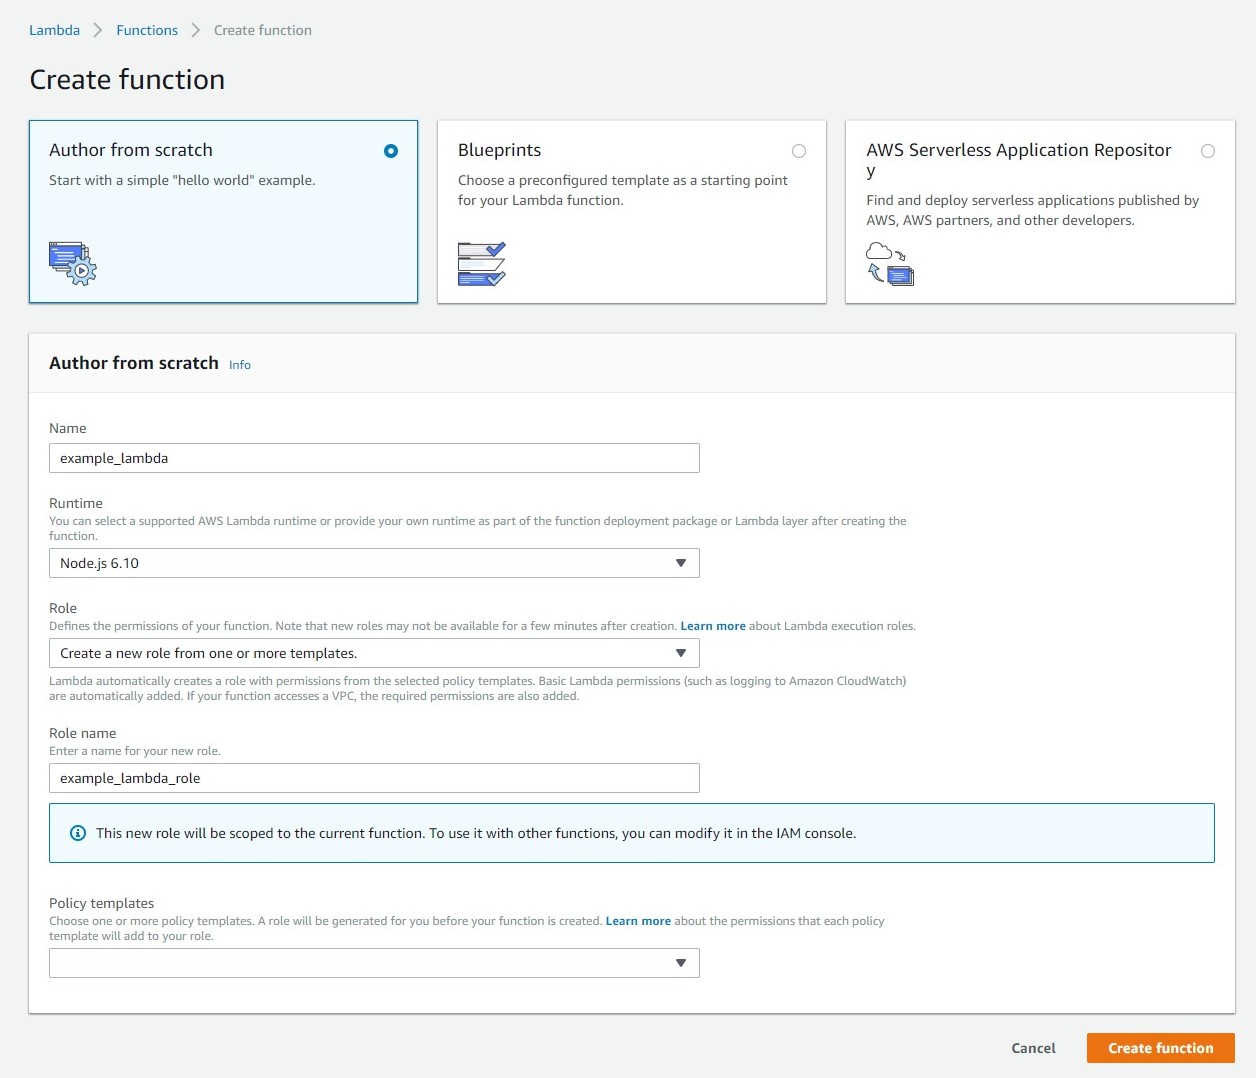 Lambda > Functions > Create function
Create function
Author from scratch
Start with a simple "hello world" example.
Blueprints
Choose a preconfigured template as a starting point
for your Lambda function.
AWS Serverless Application Repositor
y
Find and deploy serverless applications published by
AWS, AWS partners, and other developers.
Author from scratch Info
Name
example_lambda
Runtime
You can select a supported AWS Lambda runtime or provide your own runtime as part of the function deployment package or Lambda layer after creating the
function.
Node.js 6.10
Role
Defines the permissions of your function. Note that new roles may not be available for a few minutes after creation. Learn more about Lambda execution roles.
Create a new role from one or more templates.
Lambda automatically creates a role with permissions from the selected policy templates. Basic Lambda permissions (such as logging to Amazon CloudWatch)
are automatically added. If your function accesses a VPC, the required permissions are also added.
Role name
Enter a name for your new role.
example_lambda_role
This new role will be scoped to the current function. To use it with other functions, you can modify it in the IAM console.
Policy templates
Choose one or more policy templates. A role will be generated for you before your function is created. Learn more about the permissions that each policy
template will add to your role.
Cancel
Create function